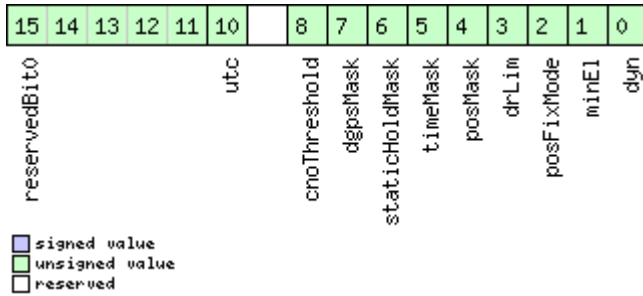 15 14 13 12 11 10 8 7 6 5 4 3 2 1 0
reservedBit0
utc
cnoThreshold
dgpsMask
staticHoldMask
timeMask
posMask
drLim
posFixMode
minEl
dyn
signed value
unsigned value
reserved